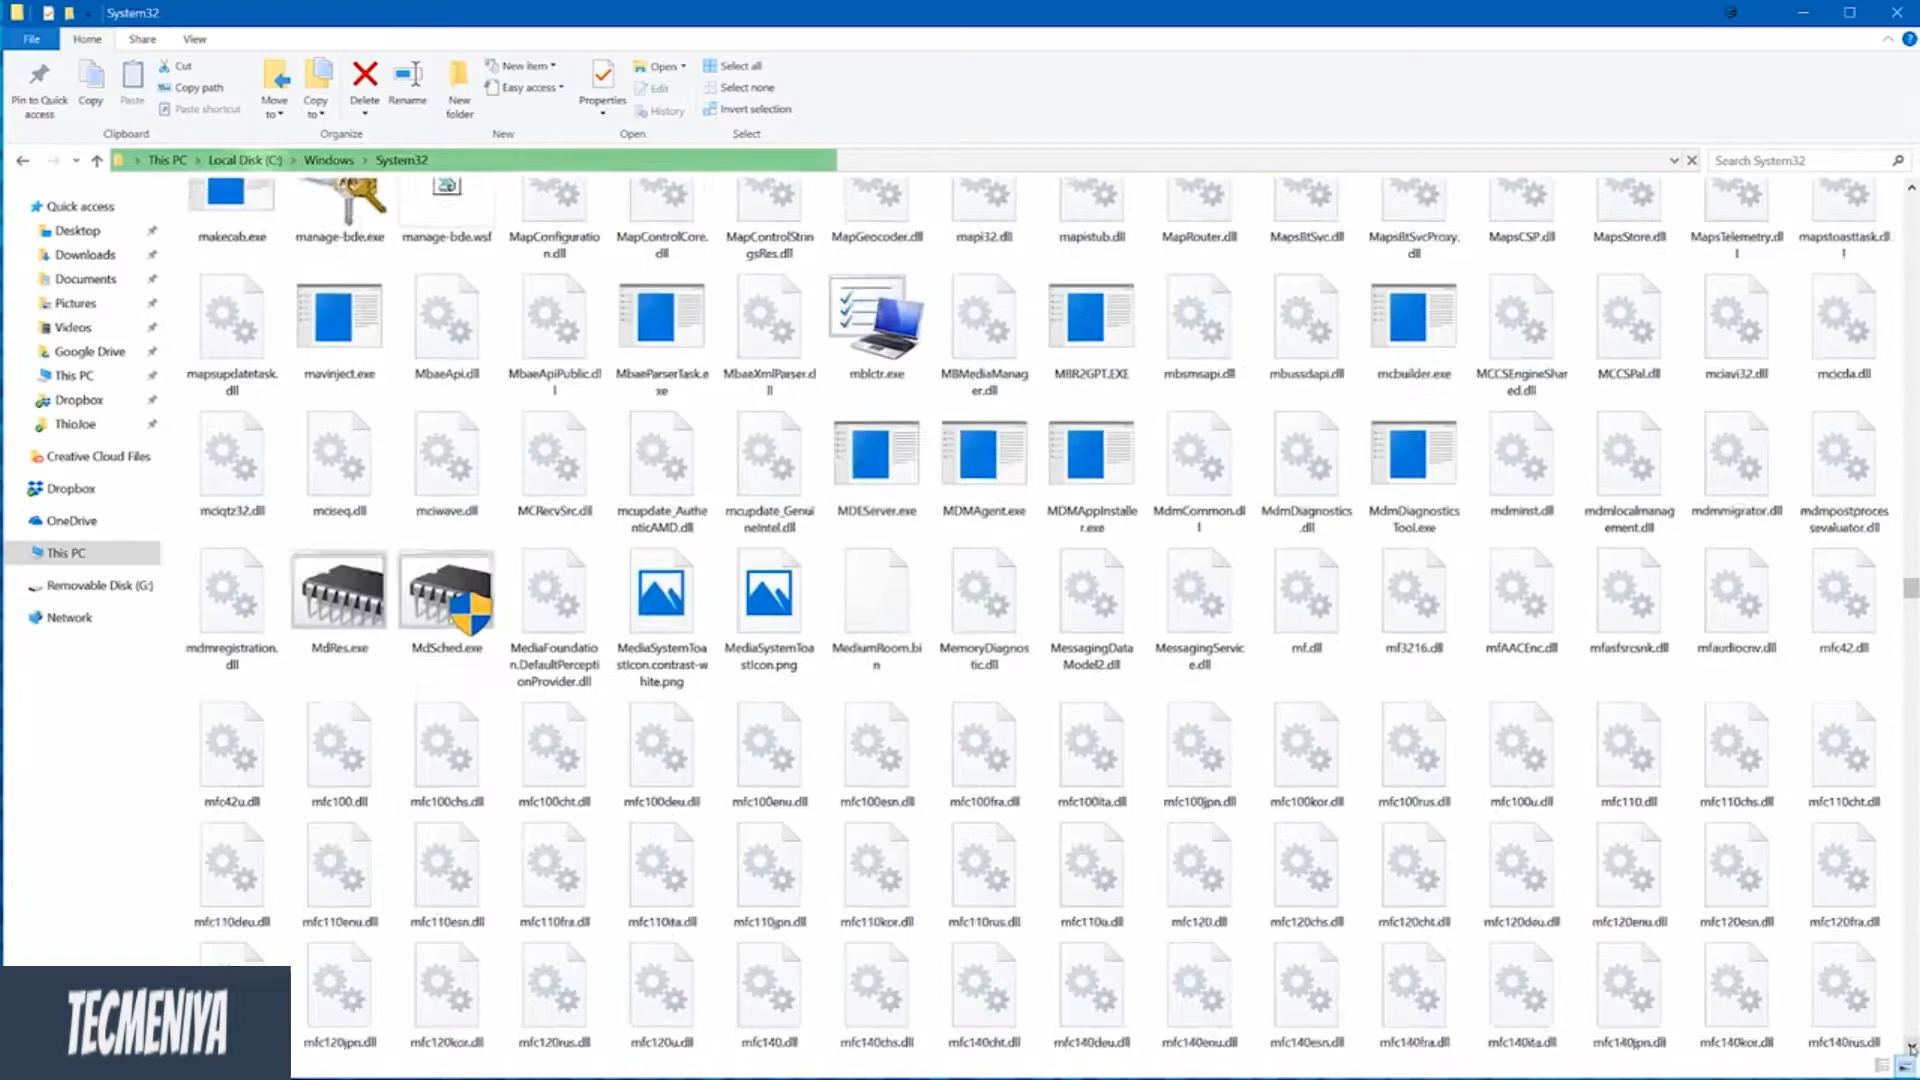 System32
File Home Share View
Pin to Quick access
Copy
Paste
Cut
Copy path
Paste shortcut
Clipboard
Move to
Copy to
Delete
Rename
Organize
New folder
New item
Easy access
New
Properties
Open
Edit
History
Open
Select all
Select none
Invert selection
Select
This PC > Local Disk (C:) > Windows > System32
Search System32
Quick access
Desktop
Downloads
Documents
Pictures
Videos
Google Drive
This PC
Dropbox
ThioJoe
Creative Cloud Files
Dropbox
OneDrive
This PC
Removable Disk (G:)
Network
makecab.exe manage-bde.exe manage-bde.wsf MapConfiguration.dll MapControlCore.dll MapControlStringsRes.dll MapGeocoder.dll mapi32.dll mapistub.dll MapRouter.dll MapsBtSvc.dll MapsBtSvcProxy.dll MapsCSP.dll MapsStore.dll MapsTelemetry.dll mapstoasttask.dll
mapsupdatetask.dll mavinject.exe MbaeApi.dll MbaeApiPublic.dll MbaeParserTask.exe MbaeXmlParser.dll mblctr.exe MBMediaManager.dll MBR2GPT.EXE mbsmsapi.dll mbussdapi.dll mcbuilder.exe MCCSEngineShared.dll MCCSPal.dll mciavi32.dll mcicda.dll
mciqtz32.dll mciseq.dll mciwave.dll MCRecvSrc.dll mcupdate_AuthenticAMD.dll mcupdate_GenuineIntel.dll MDEServer.exe MDMAgent.exe MDMAppInstaller.exe MdmCommon.dll MdmDiagnostics.dll MdmDiagnosticsTool.exe mdminst.dll mdmlocalmanagement.dll mdmmigrator.dll mdmpostprocessevaluator.dll
mdmregistration.dll MdRes.exe MdSched.exe MediaFoundation.DefaultPerceptionProvider.dll MediaSystemToastIcon.contrast-white.png MediaSystemToastIcon.png MediumRoom.bin MemoryDiagnostic.dll MessagingDataModel2.dll MessagingService.dll mf.dll mf3216.dll mfAACEnc.dll mfasfsrcsnk.dll mfaudiocnv.dll mfc42.dll
mfc42u.dll mfc100.dll mfc100chs.dll mfc100cht.dll mfc100deu.dll mfc100enu.dll mfc100esn.dll mfc100fra.dll mfc100ita.dll mfc100jpn.dll mfc100kor.dll mfc100rus.dll mfc100u.dll mfc110.dll mfc110chs.dll mfc110cht.dll
mfc110deu.dll mfc110enu.dll mfc110esn.dll mfc110fra.dll mfc110ita.dll mfc110jpn.dll mfc110kor.dll mfc110rus.dll mfc110u.dll mfc120.dll mfc120chs.dll mfc120cht.dll mfc120deu.dll mfc120enu.dll mfc120esn.dll mfc120fra.dll
mfc120jpn.dll mfc120kor.dll mfc120rus.dll mfc120u.dll mfc140.dll mfc140chs.dll mfc140cht.dll mfc140deu.dll mfc140enu.dll mfc140esn.dll mfc140fra.dll mfc140ita.dll mfc140jpn.dll mfc140kor.dll mfc140rus.dll
TECMENIYA